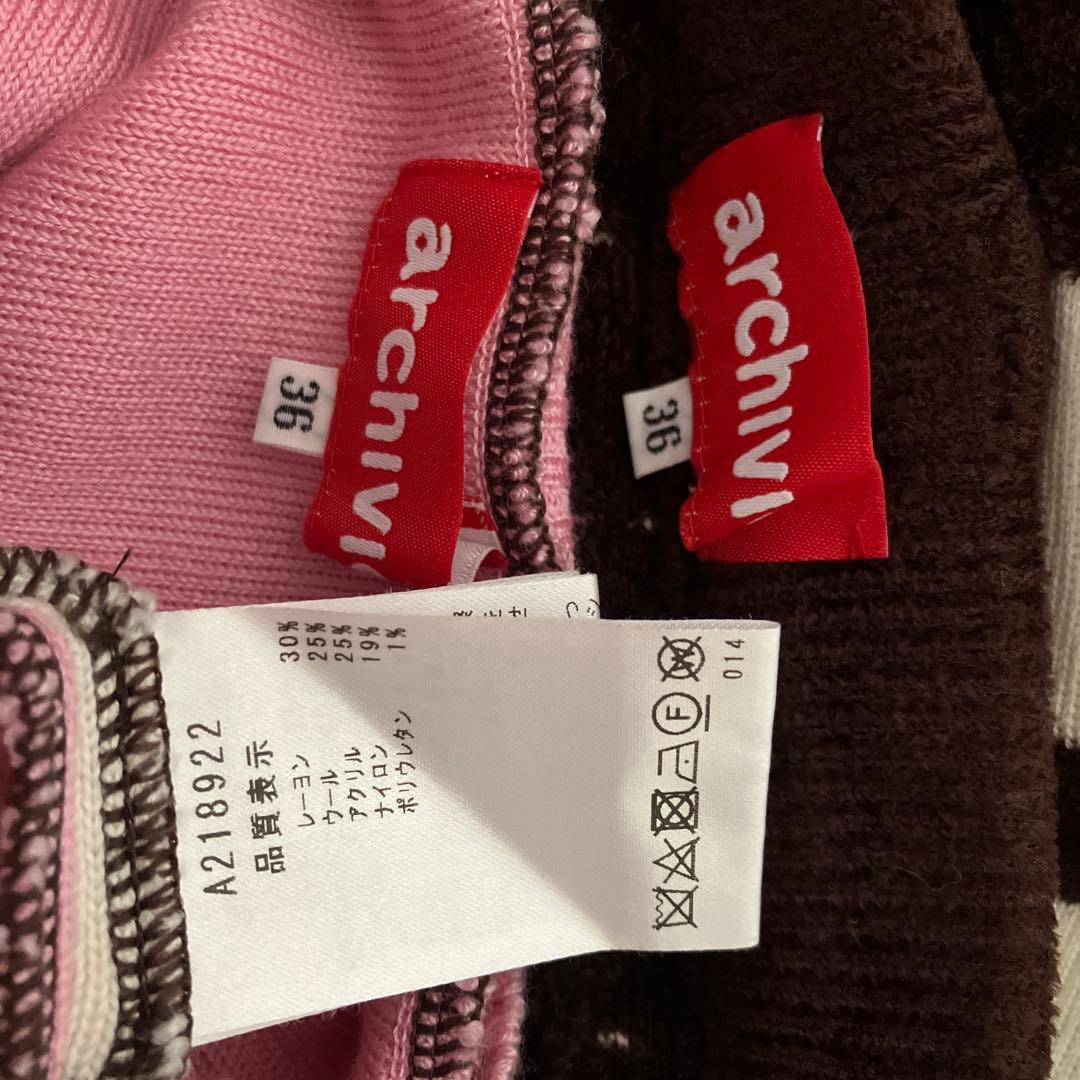 archivi
36
archivi
36
A218922
品質表示
レーヨン 30%
ウール 25%
アクリル 25%
ナイロン 19%
ポリウレタン 1%
F
W
014